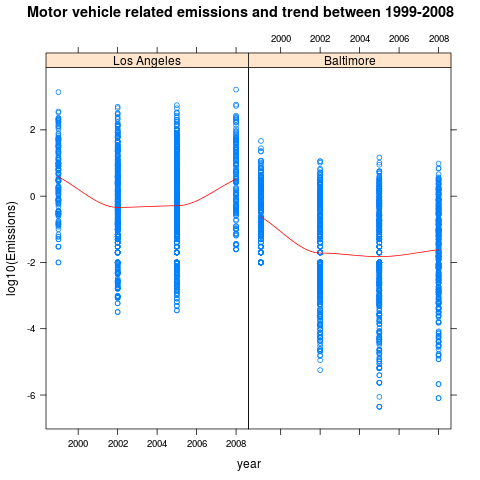 Motor vehicle related emissions and trend between 1999-2008
2000 2002 2004 2006 2008
Los Angeles Baltimore
2
0
-2
-4
-6
log10(Emissions)
2000 2002 2004 2006 2008
year